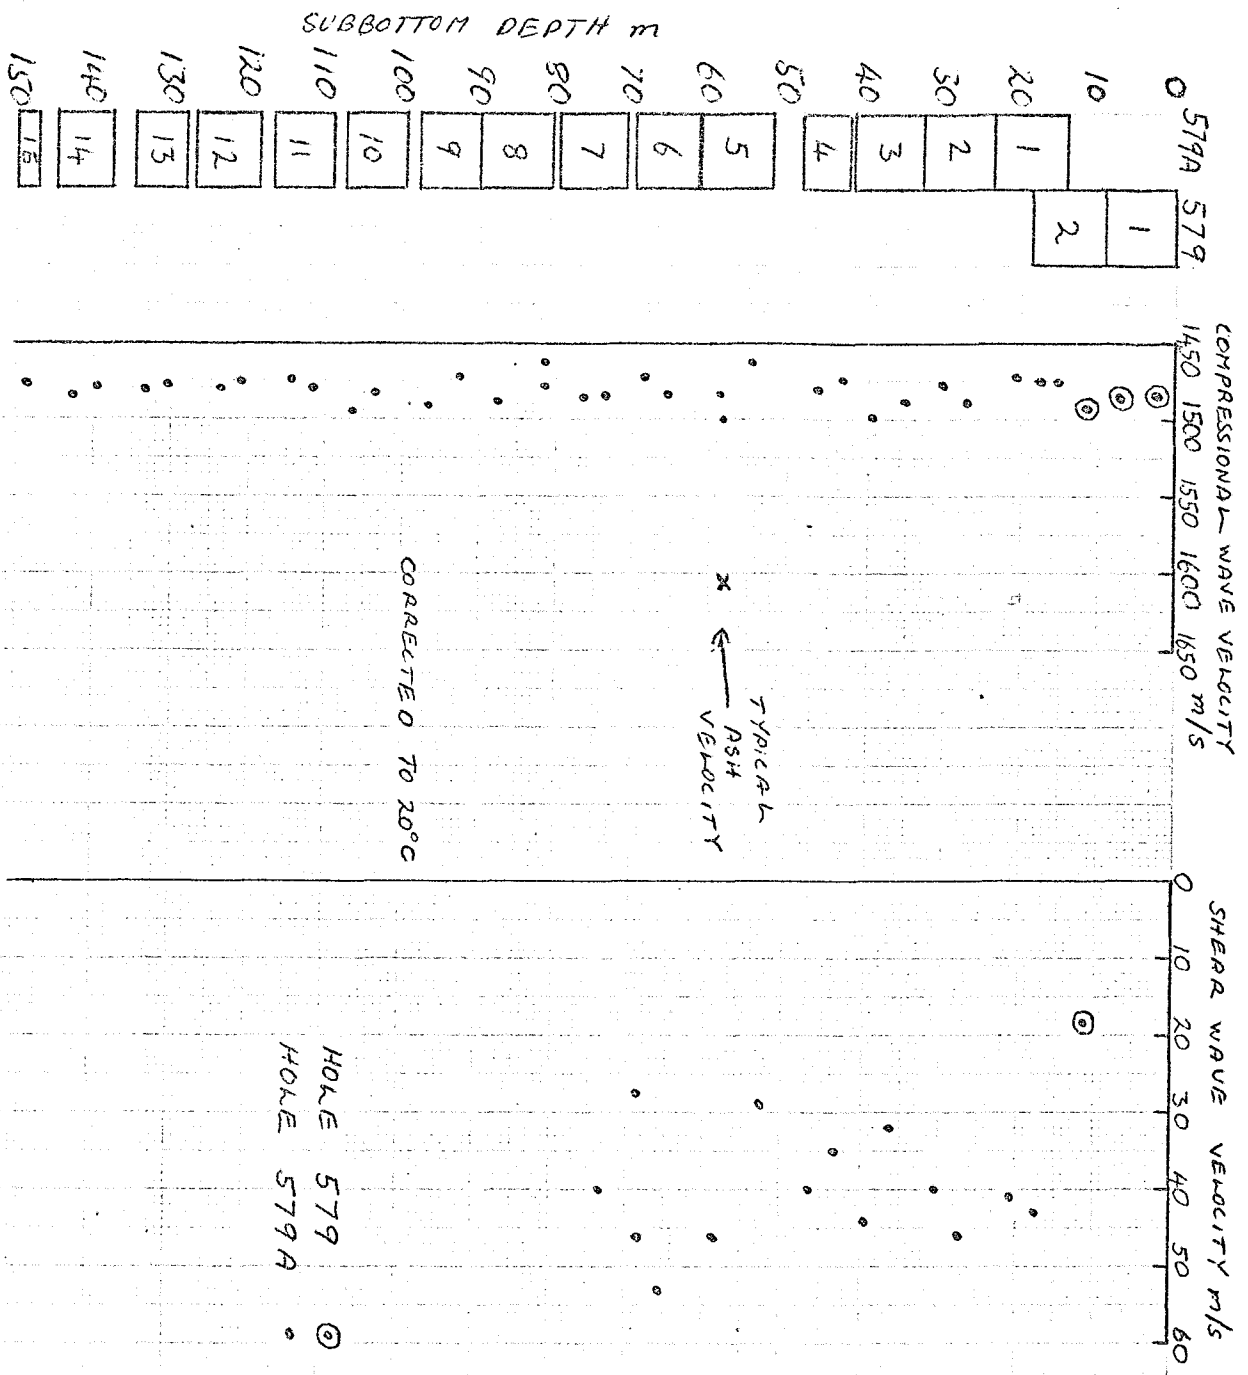 COMPRESSIONAL WAVE VELOCITY
1450 1500 1550 1600 1650 m/s
SHEAR WAVE VELOCITY m/s
0 10 20 30 40 50 60
579A 579
SUBBOTTOM DEPTH m
0
10
20
30
40
50
60
70
80
90
100
110
120
130
140
150
1
2
3
4
5
6
7
8
9
10
11
12
13
14
15
1
2
TYPICAL
ASH
VELOCITY
CORRECTED TO 20°C
HOLE 579
HOLE 579A